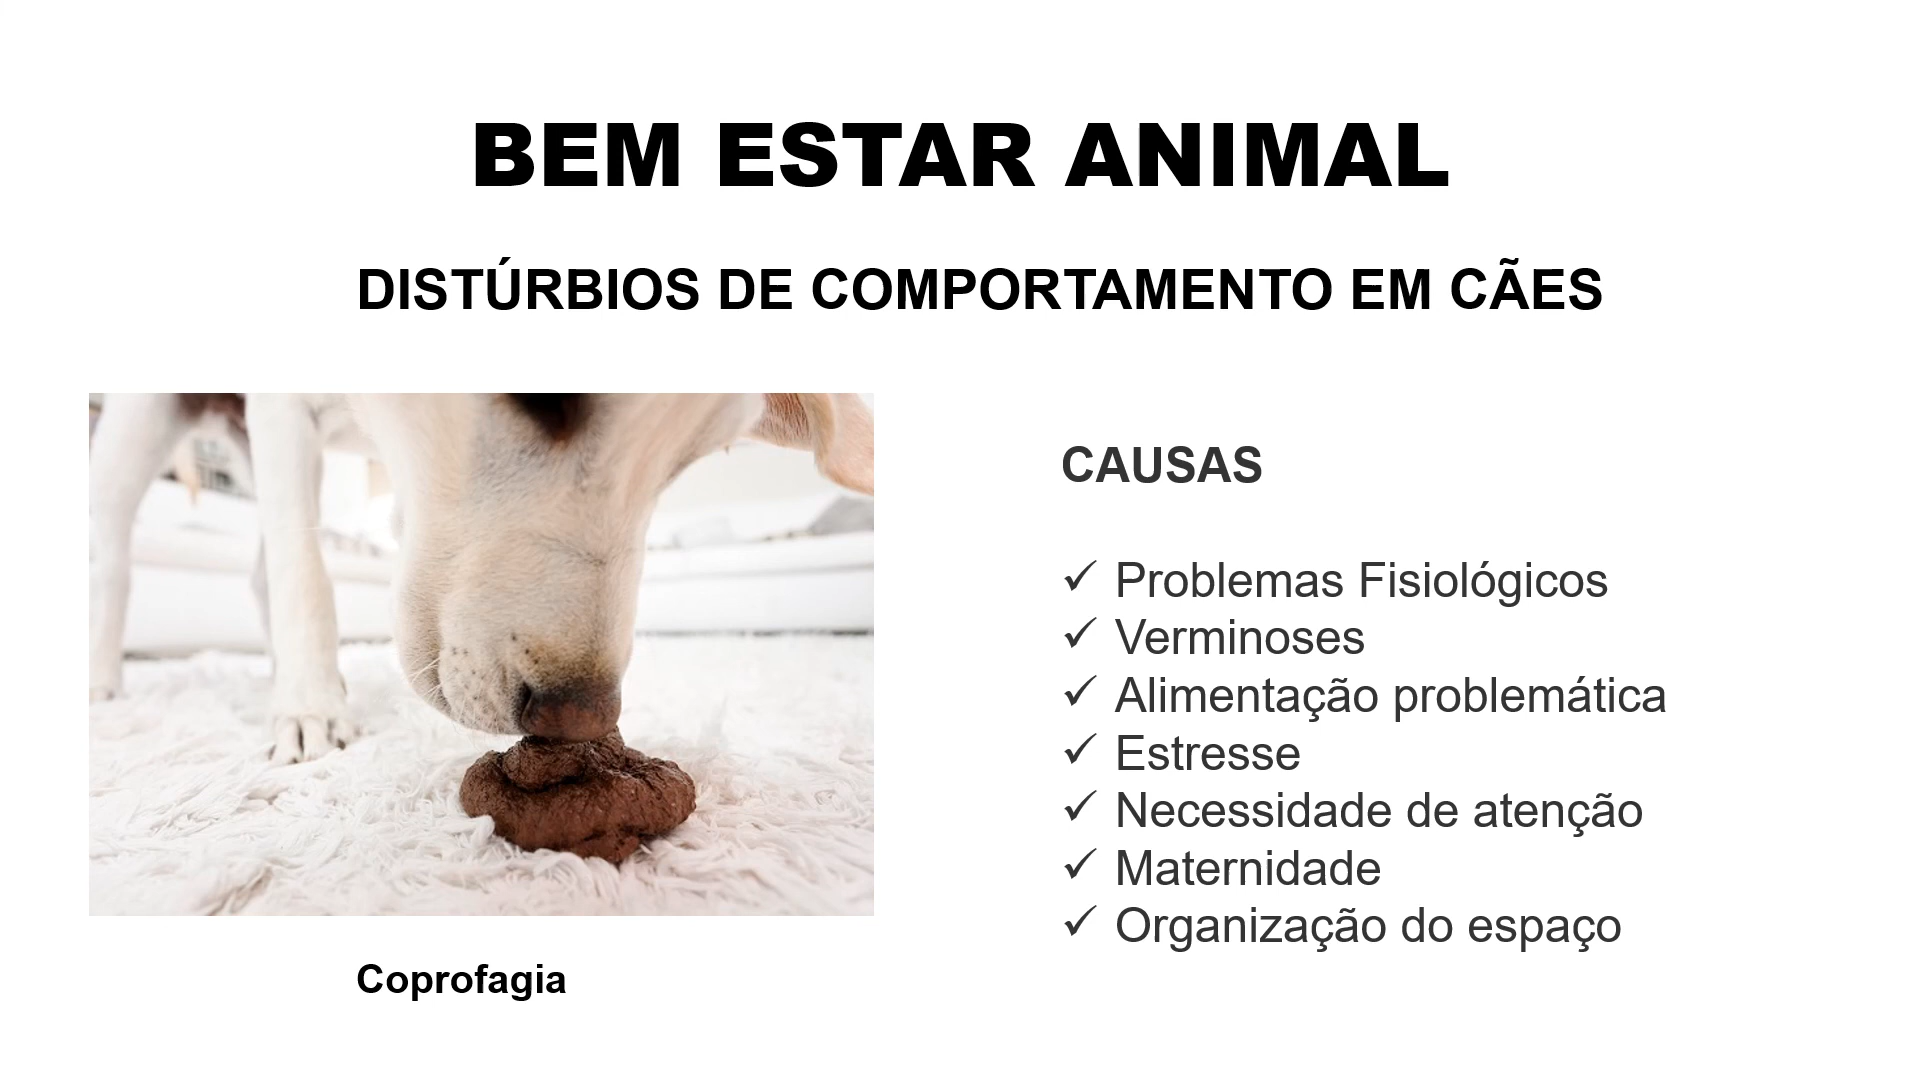 BEM ESTAR ANIMAL
DISTÚRBIOS DE COMPORTAMENTO EM CÃES
CAUSAS
✓ Problemas Fisiológicos
✓ Verminoses
✓ Alimentação problemática
✓ Estresse
✓ Necessidade de atenção
✓ Maternidade
✓ Organização do espaço
Coprofagia